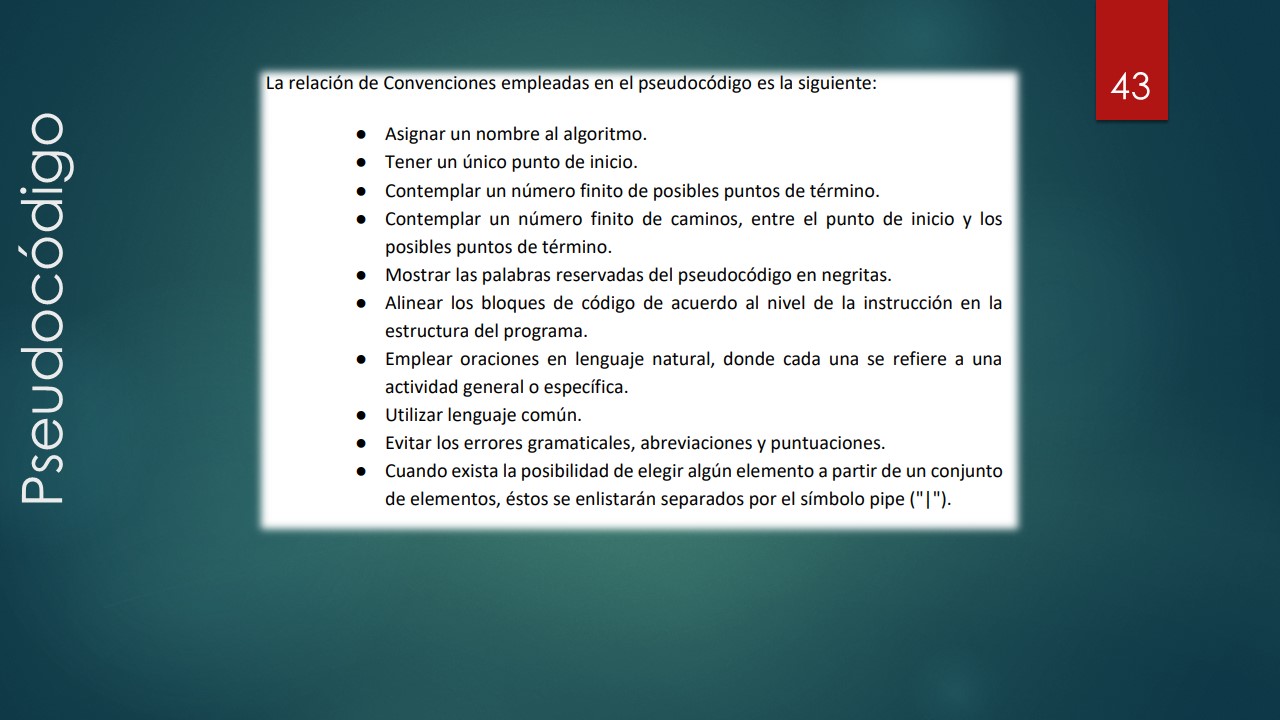 Pseudocódigo
43
La relación de Convenciones empleadas en el pseudocódigo es la siguiente:
● Asignar un nombre al algoritmo.
● Tener un único punto de inicio.
● Contemplar un número finito de posibles puntos de término.
● Contemplar un número finito de caminos, entre el punto de inicio y los
posibles puntos de término.
● Mostrar las palabras reservadas del pseudocódigo en negritas.
● Alinear los bloques de código de acuerdo al nivel de la instrucción en la
estructura del programa.
● Emplear oraciones en lenguaje natural, donde cada una se refiere a una
actividad general o específica.
● Utilizar lenguaje común.
● Evitar los errores gramaticales, abreviaciones y puntuaciones.
● Cuando exista la posibilidad de elegir algún elemento a partir de un conjunto
de elementos, éstos se enlistarán separados por el símbolo pipe ("|").